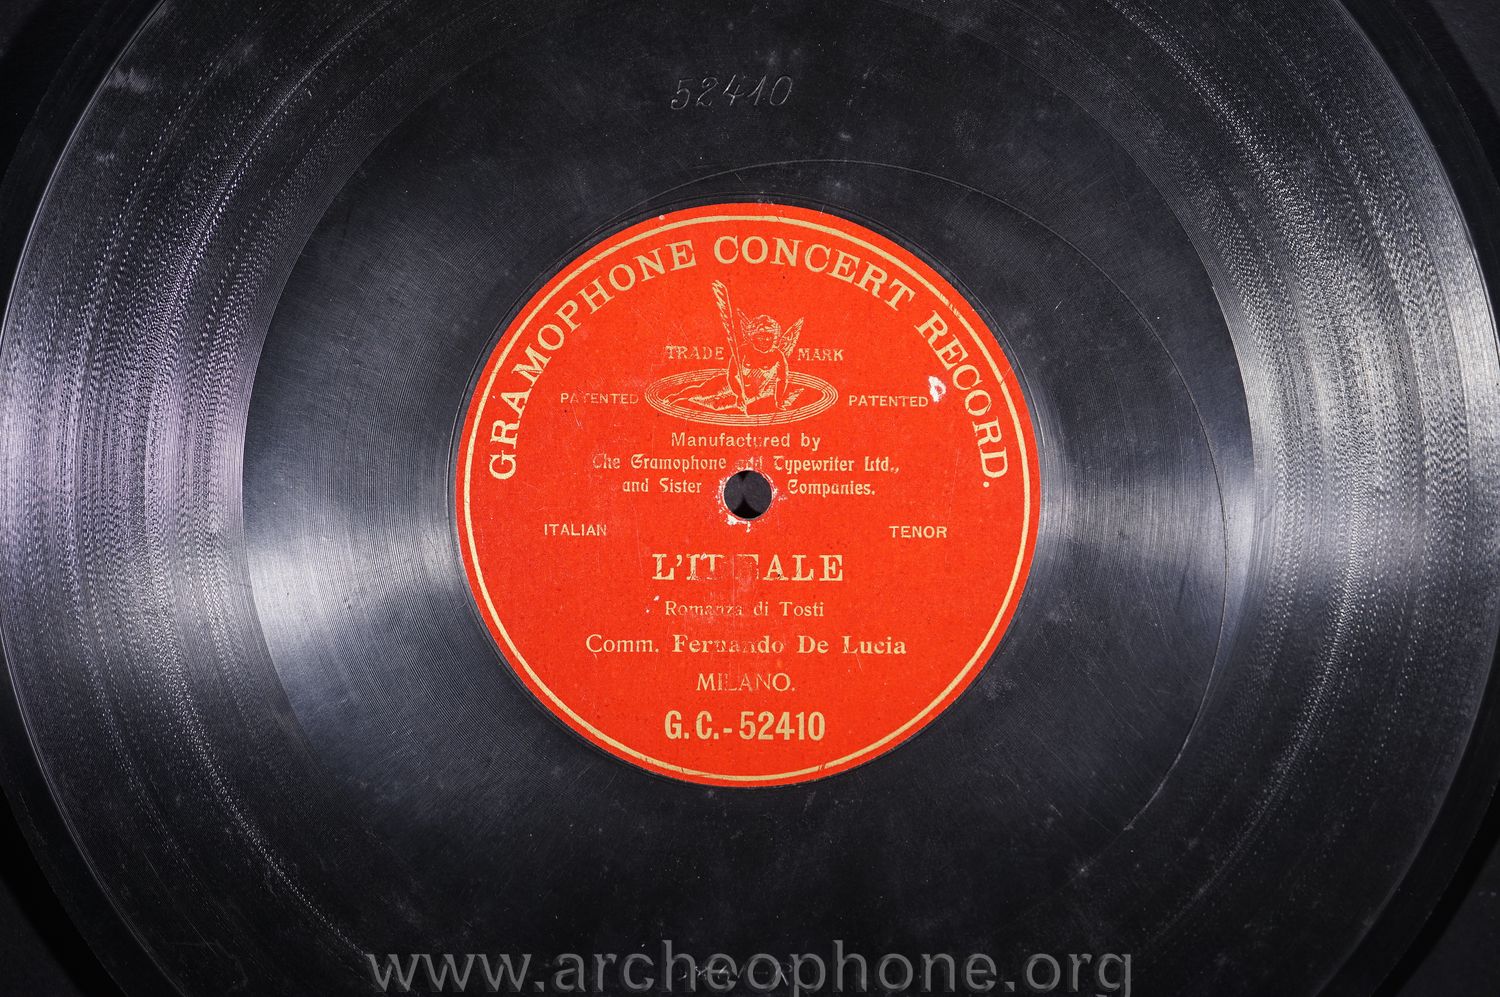 52410
GRAMOPHONE CONCERT RECORD.
TRADE MARK
PATENTED PATENTED
Manufactured by
The Gramophone and Typewriter Ltd.,
and Sister Companies.
ITALIAN TENOR
L'IDEALE
Romanza di Tosti
Comm. Fernando De Lucia
MILANO.
G.C.-52410
www.archeophone.org